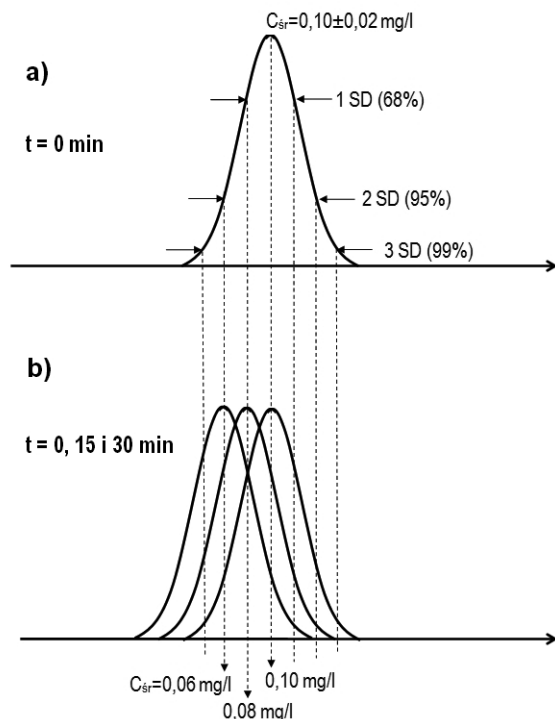 Cśr=0,10±0,02 mg/l
a)
1 SD (68%)
t = 0 min
2 SD (95%)
3 SD (99%)
b)
t = 0, 15 i 30 min
Cśr=0,06 mg/l
0,10 mg/l
0,08 mg/l